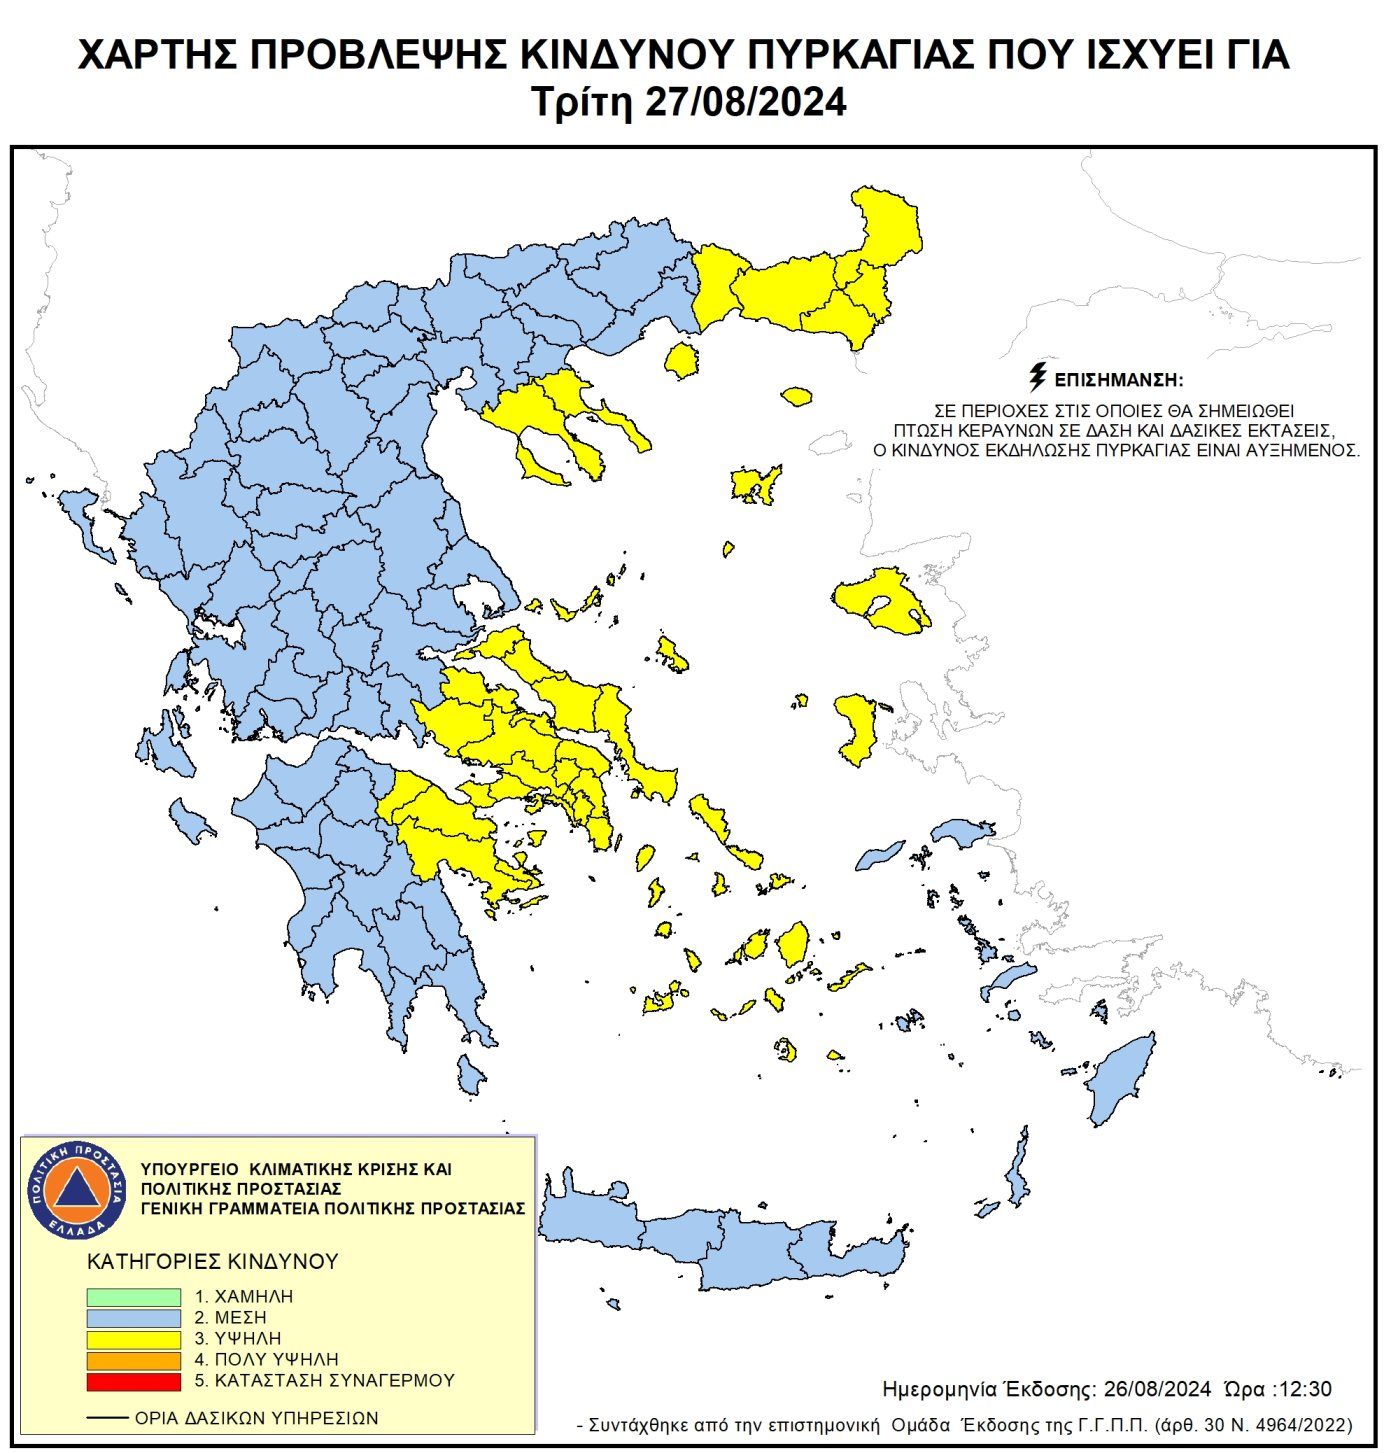 ΧΑΡΤΗΣ ΠΡΟΒΛΕΨΗΣ ΚΙΝΔΥΝΟΥ ΠΥΡΚΑΓΙΑΣ ΠΟΥ ΙΣΧΥΕΙ ΓΙΑ
Τρίτη 27/08/2024
ΕΠΙΣΗΜΑΝΣΗ:
ΣΕ ΠΕΡΙΟΧΕΣ ΣΤΙΣ ΟΠΟΙΕΣ ΘΑ ΣΗΜΕΙΩΘΕΙ
ΠΤΩΣΗ ΚΕΡΑΥΝΩΝ ΣΕ ΔΑΣΗ ΚΑΙ ΔΑΣΙΚΕΣ ΕΚΤΑΣΕΙΣ,
Ο ΚΙΝΔΥΝΟΣ ΕΚΔΗΛΩΣΗΣ ΠΥΡΚΑΓΙΑΣ ΕΙΝΑΙ ΑΥΞΗΜΕΝΟΣ.
ΠΟΛΙΤΙΚΗ ΠΡΟΣΤΑΣΙΑ
ΕΛΛΑΔΑ
ΥΠΟΥΡΓΕΙΟ ΚΛΙΜΑΤΙΚΗΣ ΚΡΙΣΗΣ ΚΑΙ
ΠΟΛΙΤΙΚΗΣ ΠΡΟΣΤΑΣΙΑΣ
ΓΕΝΙΚΗ ΓΡΑΜΜΑΤΕΙΑ ΠΟΛΙΤΙΚΗΣ ΠΡΟΣΤΑΣΙΑΣ
ΚΑΤΗΓΟΡΙΕΣ ΚΙΝΔΥΝΟΥ
1. ΧΑΜΗΛΗ
2. ΜΕΣΗ
3. ΥΨΗΛΗ
4. ΠΟΛΥ ΥΨΗΛΗ
5. ΚΑΤΑΣΤΑΣΗ ΣΥΝΑΓΕΡΜΟΥ
ΟΡΙΑ ΔΑΣΙΚΩΝ ΥΠΗΡΕΣΙΩΝ
Ημερομηνία Έκδοσης: 26/08/2024 Ώρα :12:30
- Συντάχθηκε από την επιστημονική Ομάδα Έκδοσης της Γ.Γ.Π.Π. (άρθ. 30 Ν. 4964/2022)